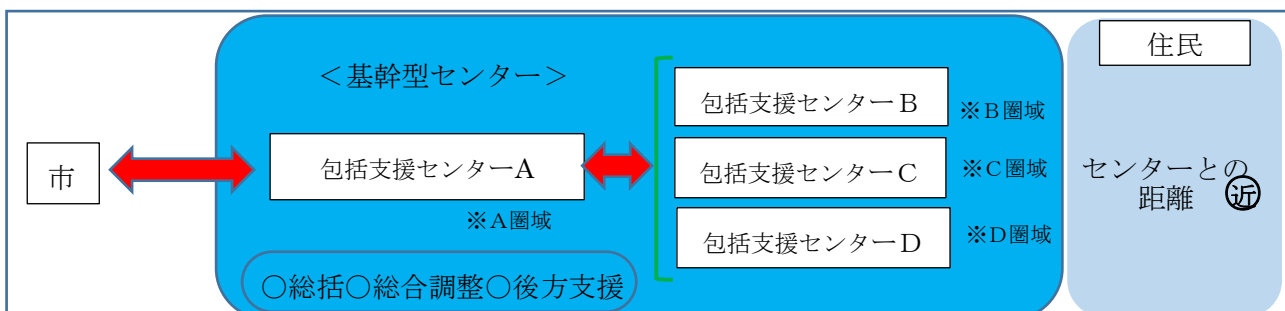 市
＜基幹型センター＞
包括支援センターA
※Ａ圏域
○総括○総合調整○後方支援
包括支援センターＢ
※Ｂ圏域
包括支援センターＣ
※Ｃ圏域
包括支援センターＤ
※Ｄ圏域
住民
センターとの
距離　㊣近